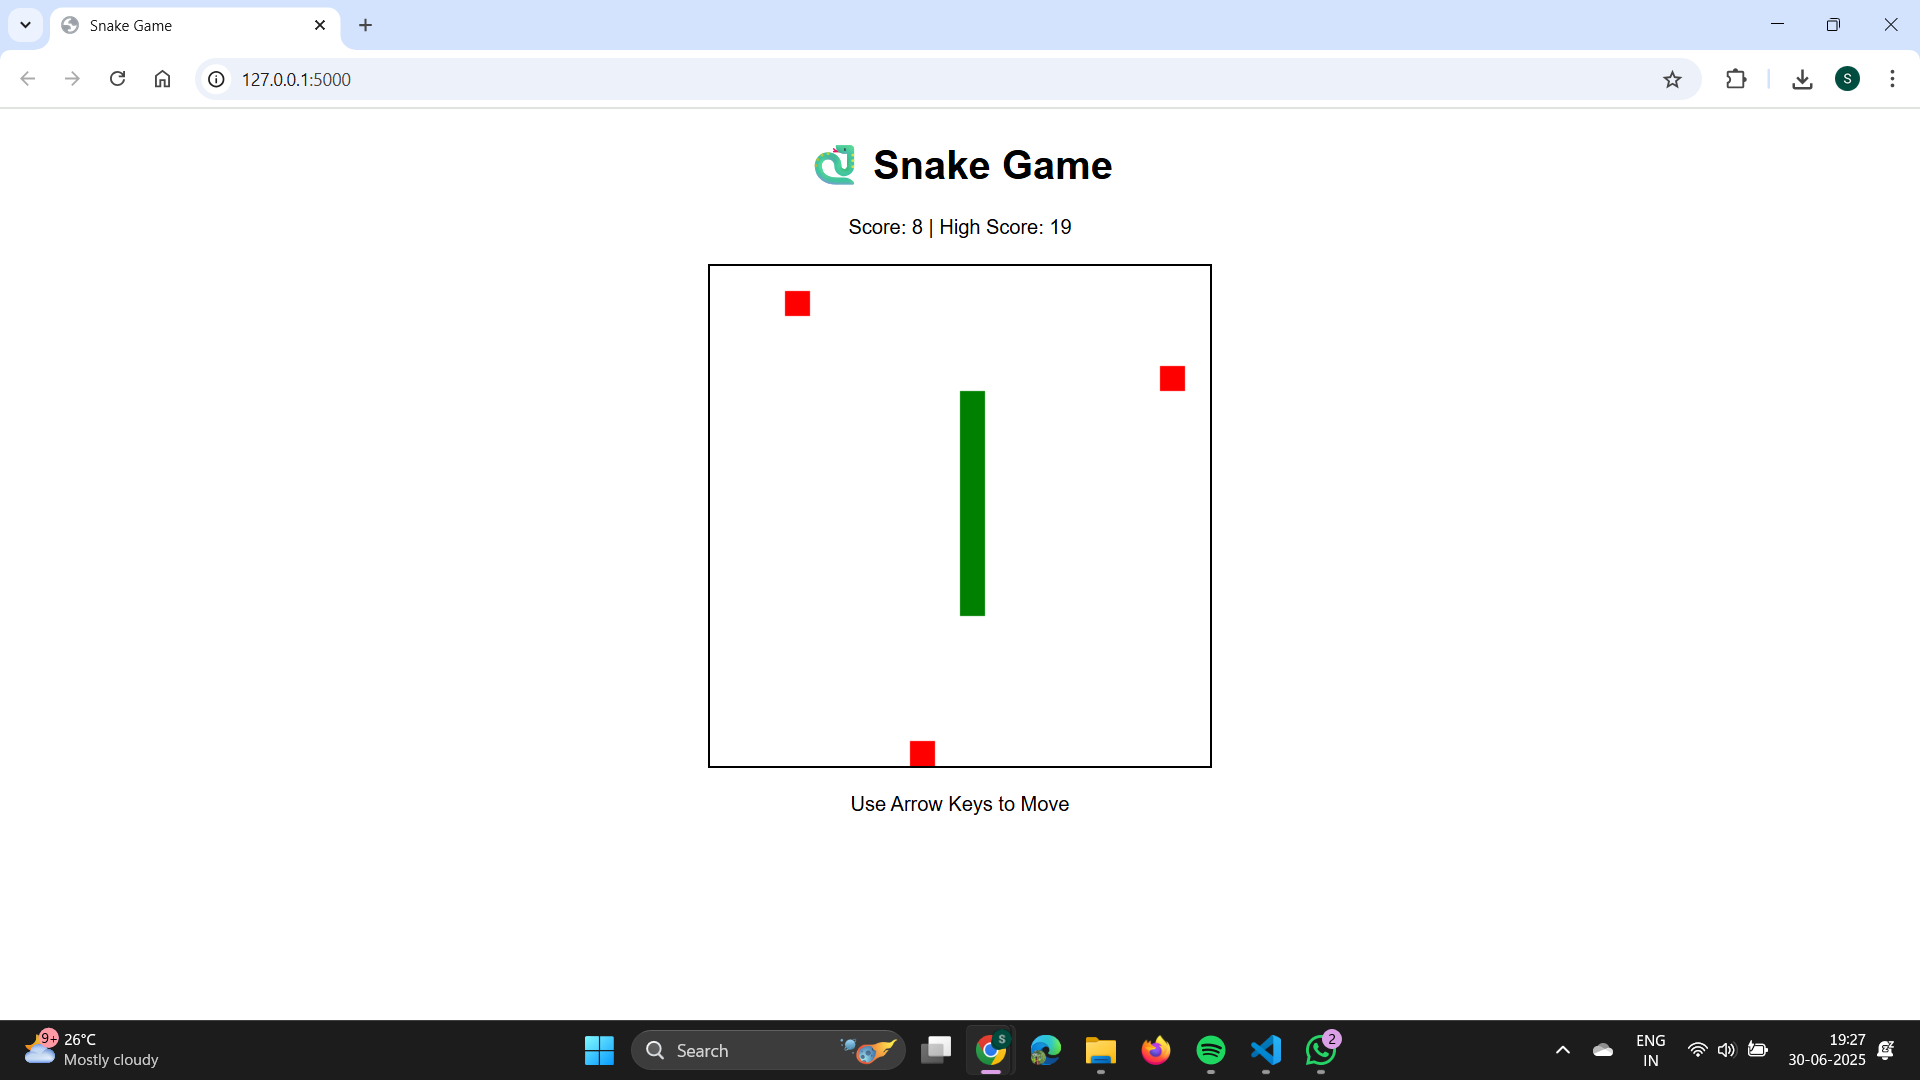 Snake Game
127.0.0.1:5000
S
Snake Game
Score: 8 | High Score: 19
Use Arrow Keys to Move
9+
26°C
Mostly cloudy
Search
S
2
ENG
IN
19:27
30-06-2025